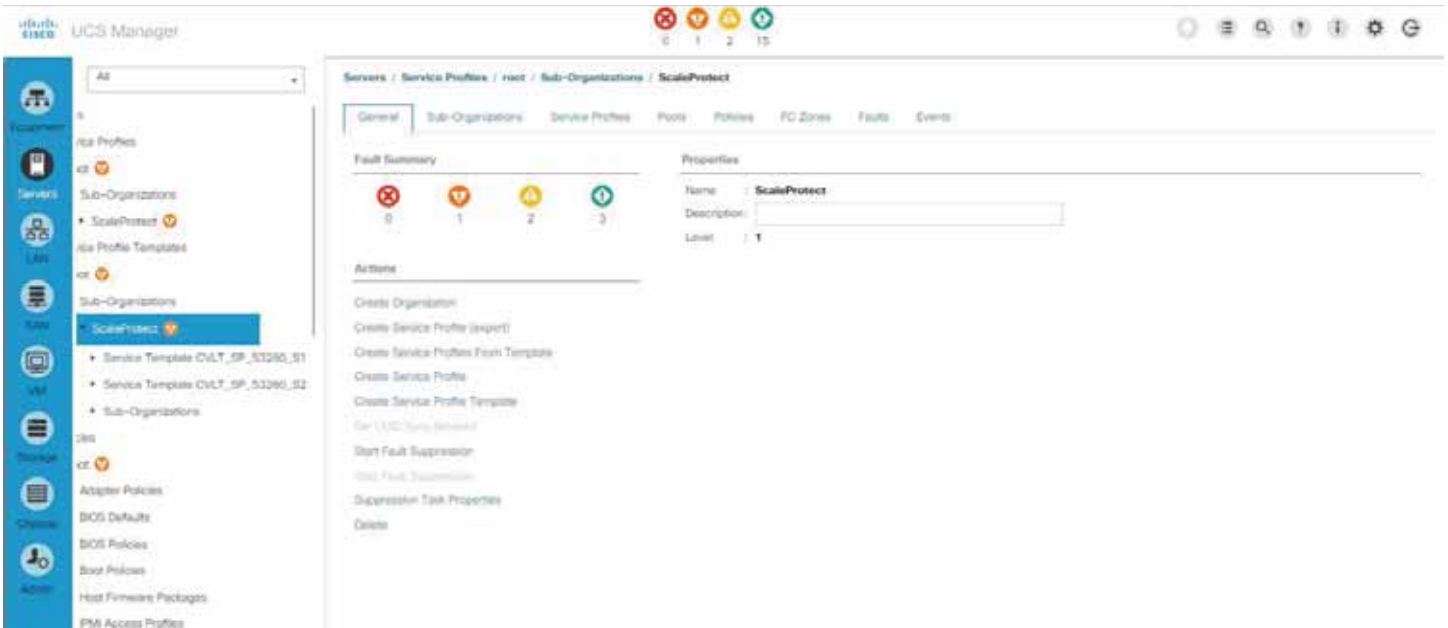 cisco UCS Manager
0 1 2 15
All
Equipment
Servers
LAN
SAN
VM
Storage
Chassis
Admin
s
ice Profiles
ot
Sub-Organizations
ScaleProtect
ice Profile Templates
ot
Sub-Organizations
ScaleProtect
Service Template CVLT_SP_S3260_S1
Service Template CVLT_SP_S3260_S2
Sub-Organizations
cies
ot
Adapter Policies
BIOS Defaults
BIOS Policies
Boot Policies
Host Firmware Packages
IPMI Access Profiles
Servers / Service Profiles / root / Sub-Organizations / ScaleProtect
General Sub-Organizations Service Profiles Pools Policies FC Zones Faults Events
Fault Summary
0 1 2 3
Properties
Name : ScaleProtect
Description:
Level : 1
Actions
Create Organization
Create Service Profile (expert)
Create Service Profiles From Template
Create Service Profile
Create Service Profile Template
Start Fault Suppression
Stop Fault Suppression
Suppression Task Properties
Delete